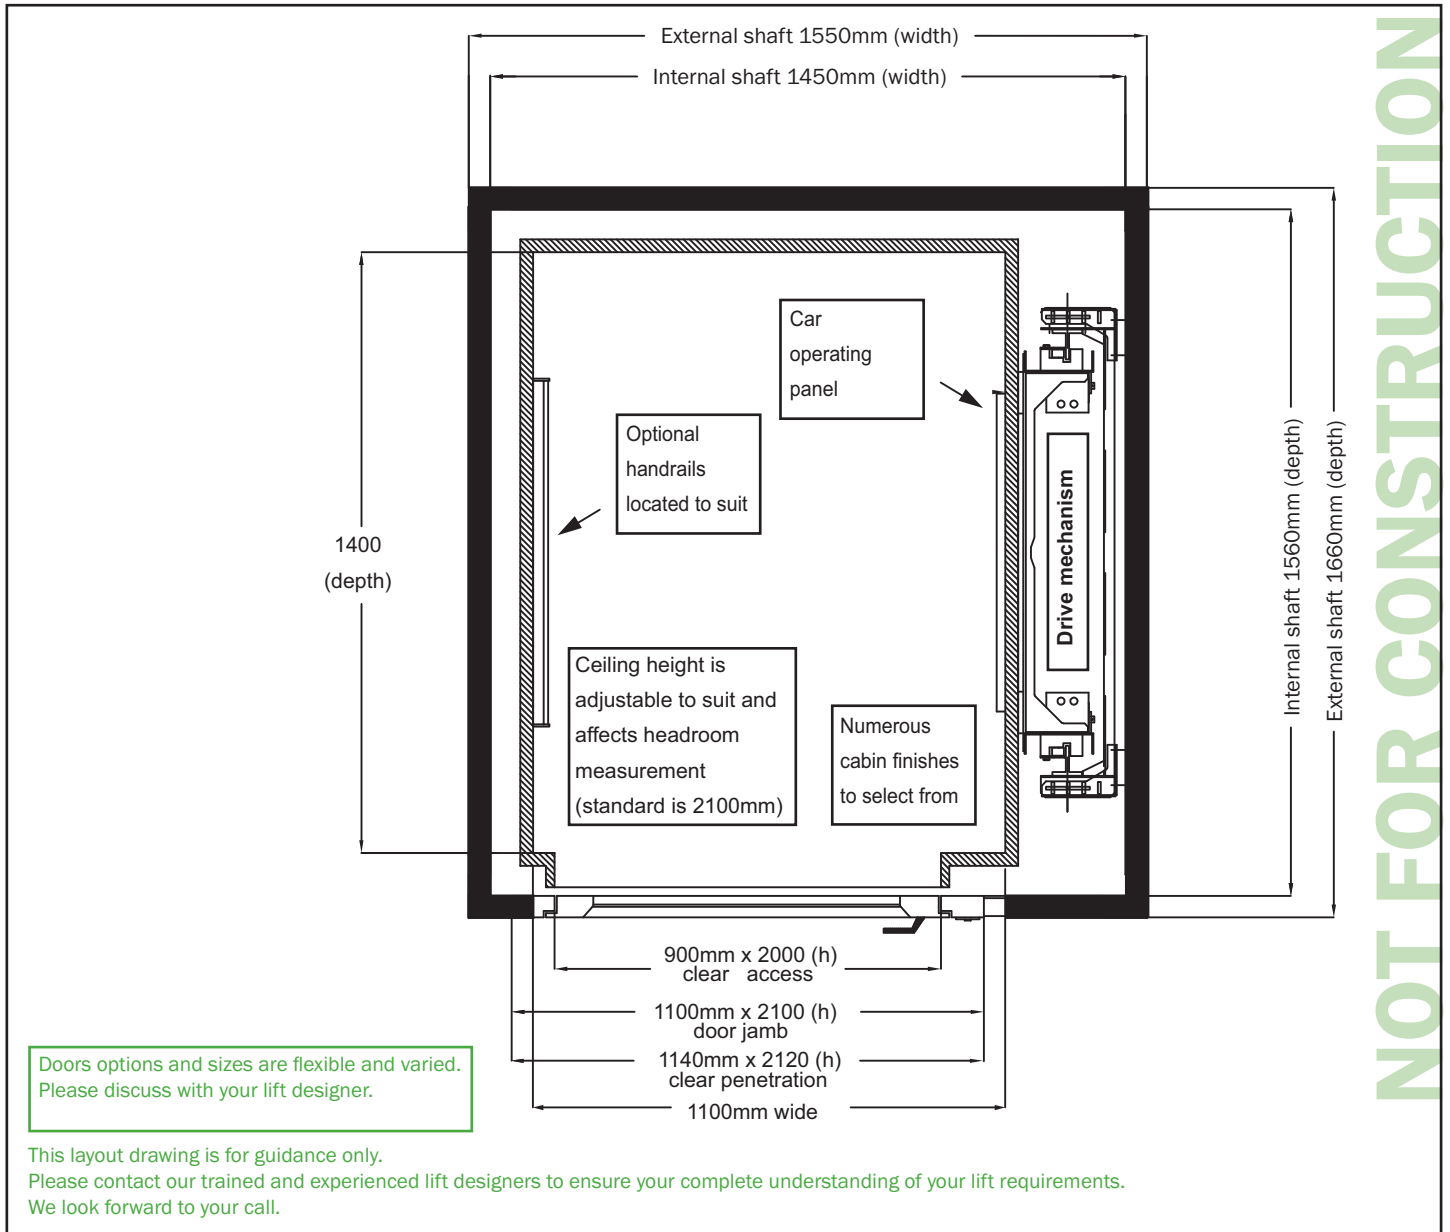 External shaft 1550mm (width)
Internal shaft 1450mm (width)
NOT FOR CONSTRUCTION
Car
operating
panel
Optional
handrails
located to suit
1400
(depth)
Drive mechanism
Internal shaft 1560mm (depth)
External shaft 1660mm (depth)
Ceiling height is
adjustable to suit and
affects headroom
measurement
(standard is 2100mm)
Numerous
cabin finishes
to select from
900mm x 2000 (h)
clear access
1100mm x 2100 (h)
door jamb
1140mm x 2120 (h)
clear penetration
1100mm wide
Doors options and sizes are flexible and varied.
Please discuss with your lift designer.
This layout drawing is for guidance only.
Please contact our trained and experienced lift designers to ensure your complete understanding of your lift requirements.
We look forward to your call.